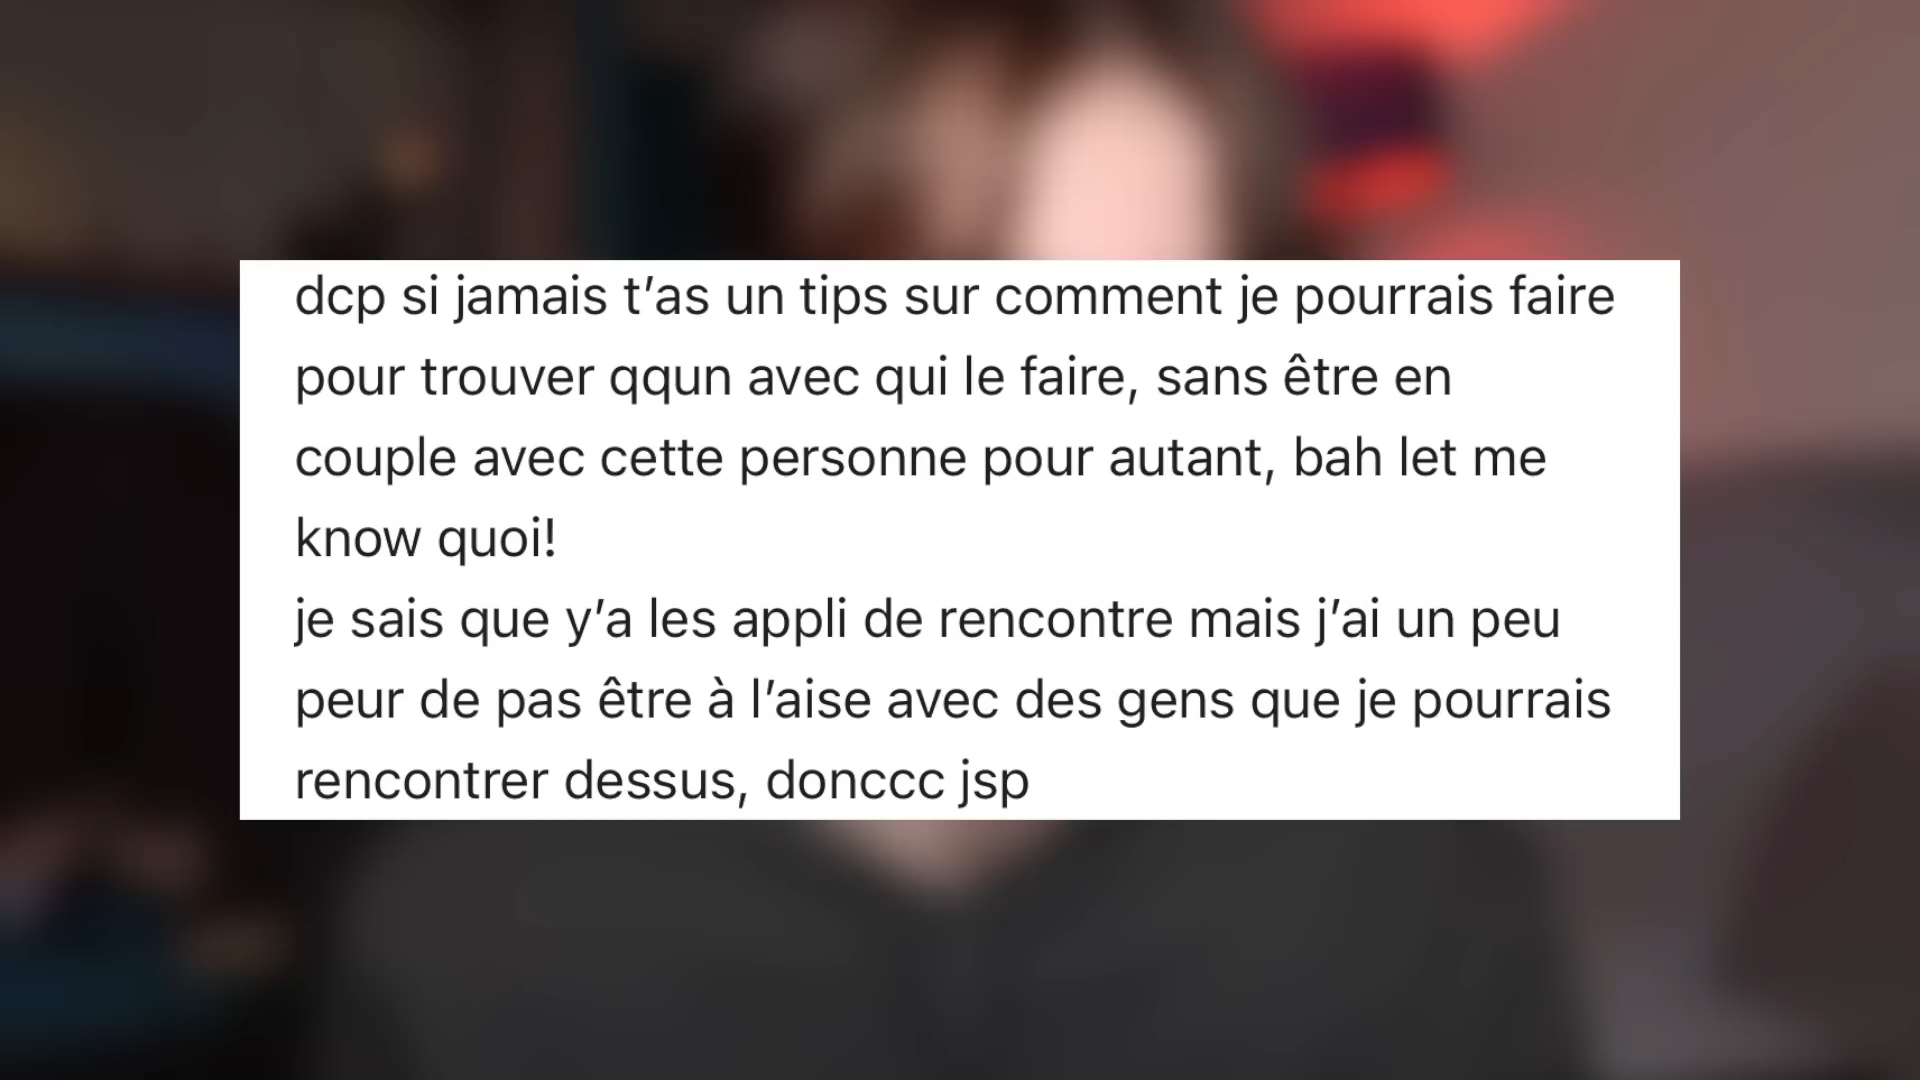 dcp si jamais t’as un tips sur comment je pourrais faire
pour trouver qqun avec qui le faire, sans être en
couple avec cette personne pour autant, bah let me
know quoi!
je sais que y’a les appli de rencontre mais j’ai un peu
peur de pas être à l’aise avec des gens que je pourrais
rencontrer dessus, donccc jsp